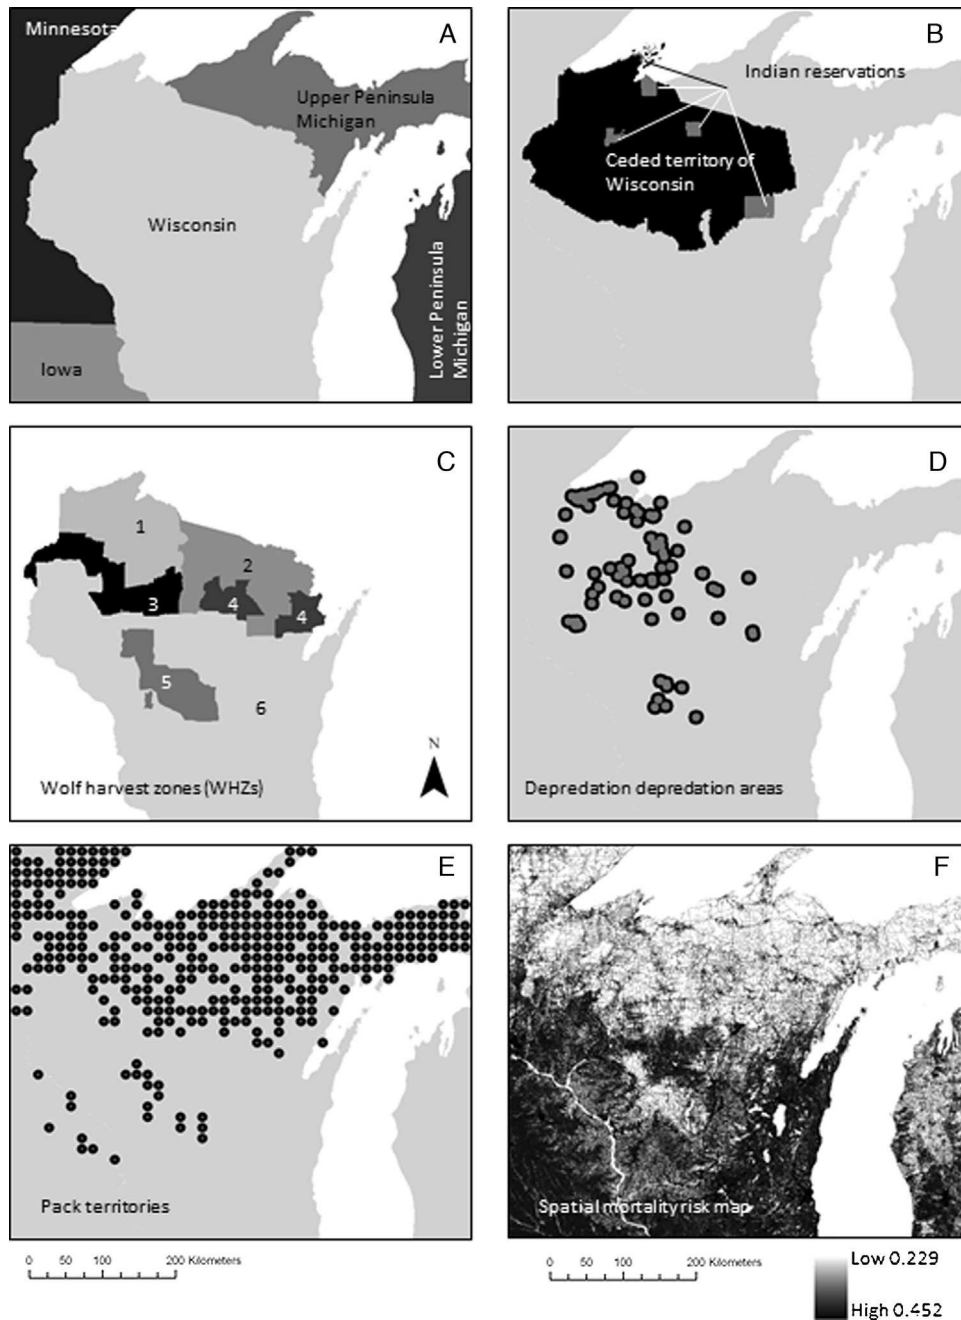 Minnesota
A
Upper Peninsula
Michigan
Wisconsin
Lower Peninsula
Michigan
Iowa
B
Indian reservations
Ceded territory of
Wisconsin
C
1
2
3
4
4
5
6
N
Wolf harvest zones (WHZs)
D
Depredation depredation areas
E
Pack territories
F
Spatial mortality risk map
0 50 100 200 Kilometers
0 50 100 200 Kilometers
Low 0.229
High 0.452